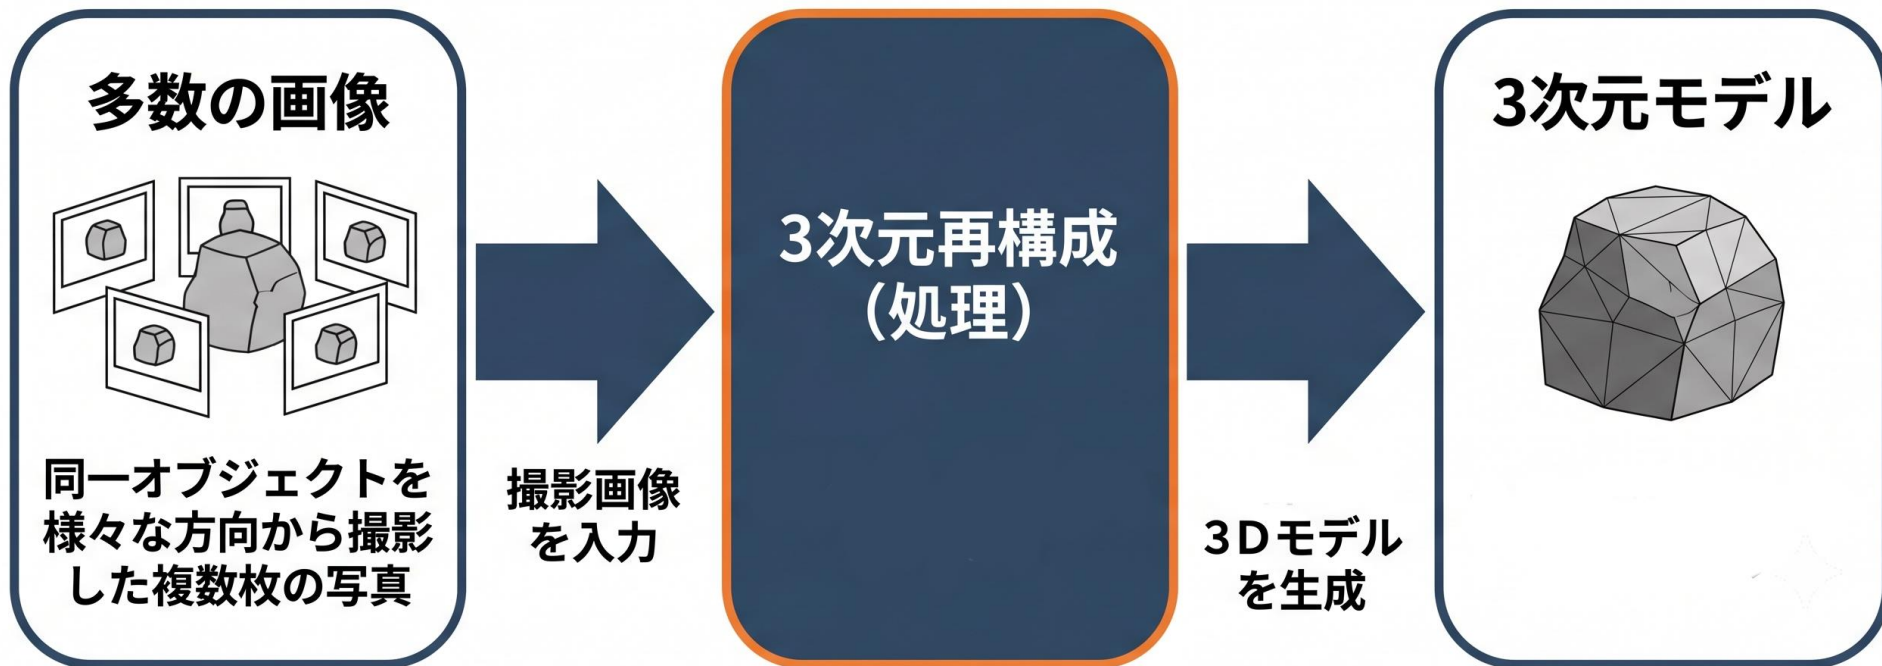 多数の画像
同一オブジェクトを
様々な方向から撮影
した複数枚の写真
撮影画像
を入力
3次元再構成
（処理）
3Dモデル
を生成
3次元モデル